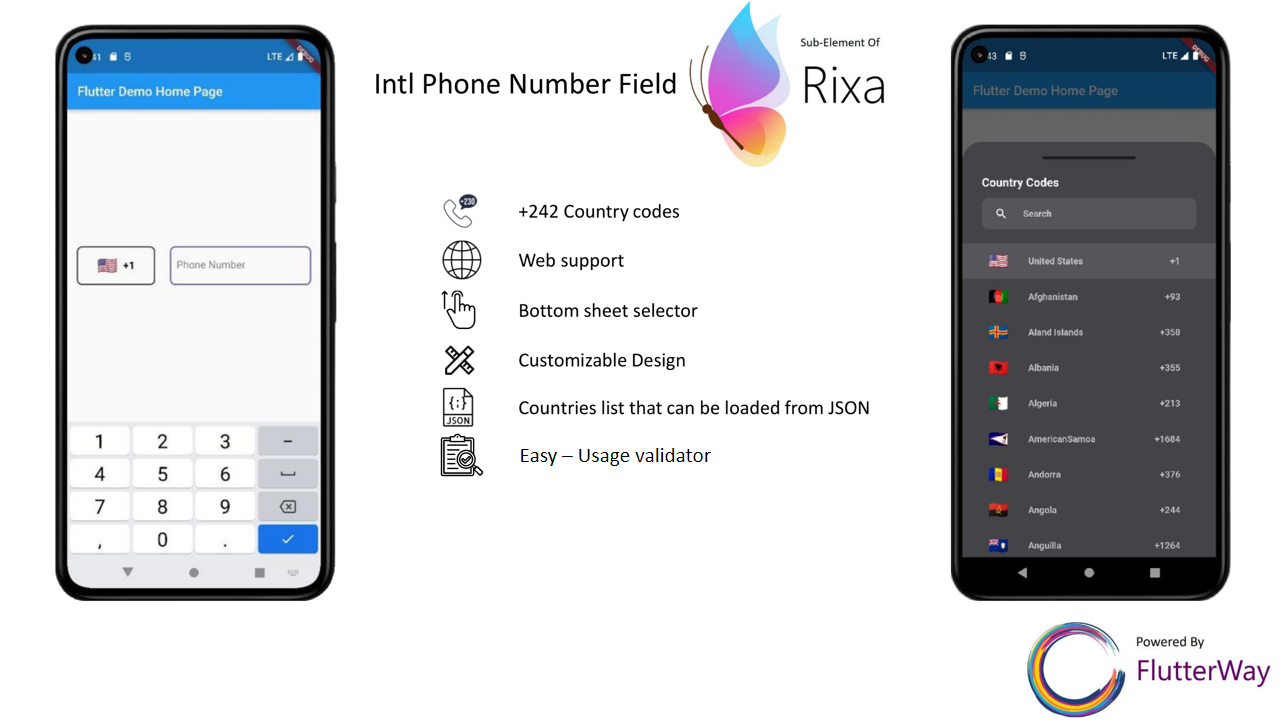 41
LTE
DEBUG
Flutter Demo Home Page
+1
Phone Number
1 2 3 –
4 5 6
7 8 9
, 0 .
Intl Phone Number Field
Sub-Element Of
Rixa
+230
+242 Country codes
Web support
Bottom sheet selector
Customizable Design
{;}
JSON
Countries list that can be loaded from JSON
Easy – Usage validator
43
LTE
DEBUG
Flutter Demo Home Page
Country Codes
Search
United States +1
Afghanistan +93
Aland Islands +358
Albania +355
Algeria +213
AmericanSamoa +1684
Andorra +376
Angola +244
Anguilla +1264
Powered By
FlutterWay